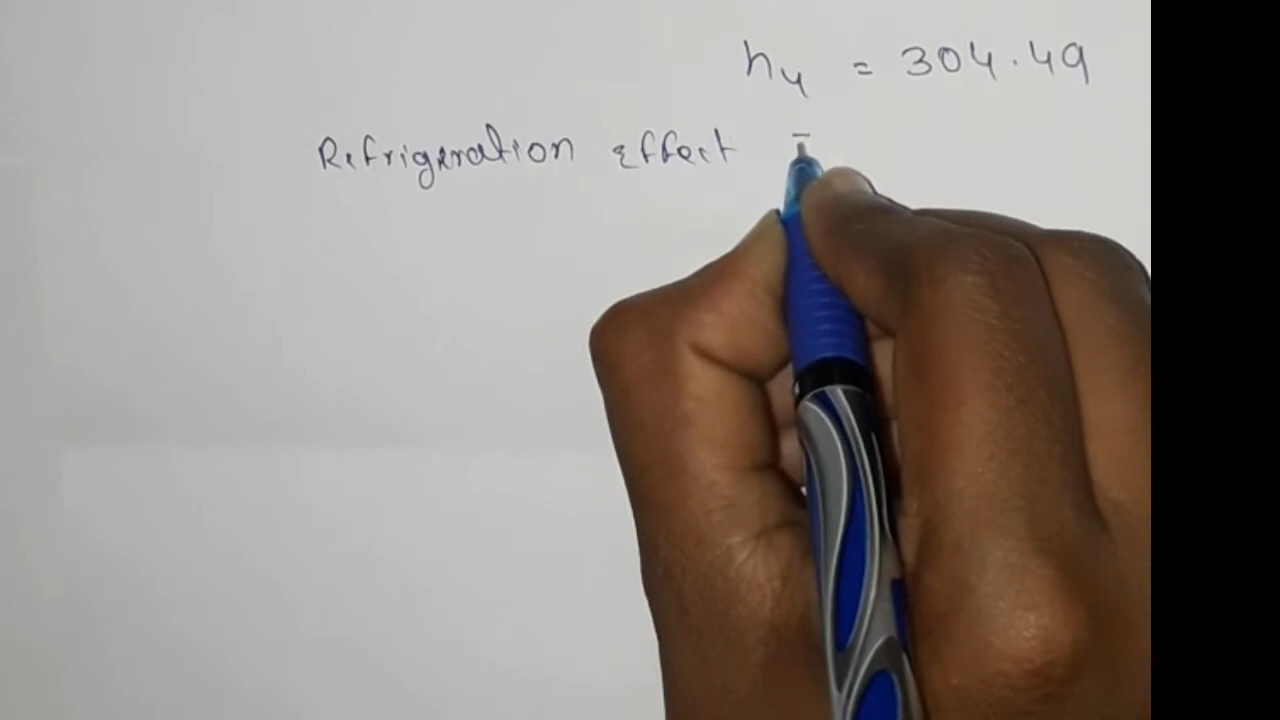 h4 = 304.49
Refrigeration Effect =